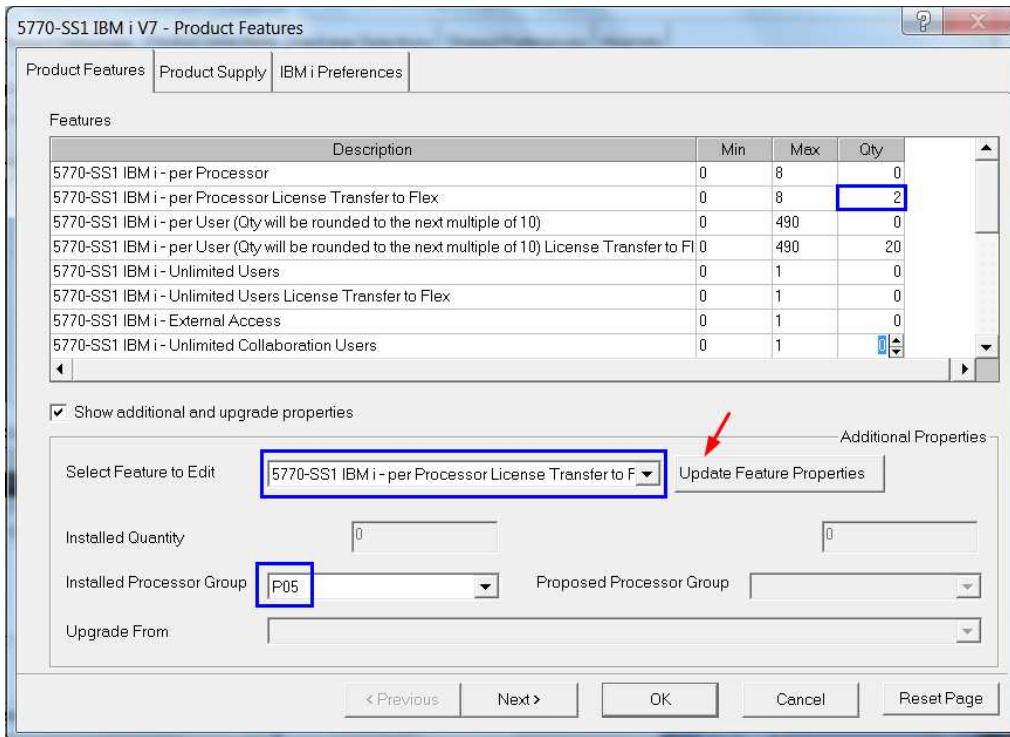 5770-SS1 IBM i V7 - Product Features
Product Features Product Supply IBM i Preferences
Features
Description Min Max Qty
5770-SS1 IBM i - per Processor 0 8 0
5770-SS1 IBM i - per Processor License Transfer to Flex 0 8 2
5770-SS1 IBM i - per User (Qty will be rounded to the next multiple of 10) 0 490 0
5770-SS1 IBM i - per User (Qty will be rounded to the next multiple of 10) License Transfer to Fl 0 490 20
5770-SS1 IBM i - Unlimited Users 0 1 0
5770-SS1 IBM i - Unlimited Users License Transfer to Flex 0 1 0
5770-SS1 IBM i - External Access 0 1 0
5770-SS1 IBM i - Unlimited Collaboration Users 0 1 0
Show additional and upgrade properties
Additional Properties
Select Feature to Edit 5770-SS1 IBM i - per Processor License Transfer to F Update Feature Properties
Installed Quantity 0 0
Installed Processor Group P05 Proposed Processor Group
Upgrade From
< Previous Next > OK Cancel Reset Page